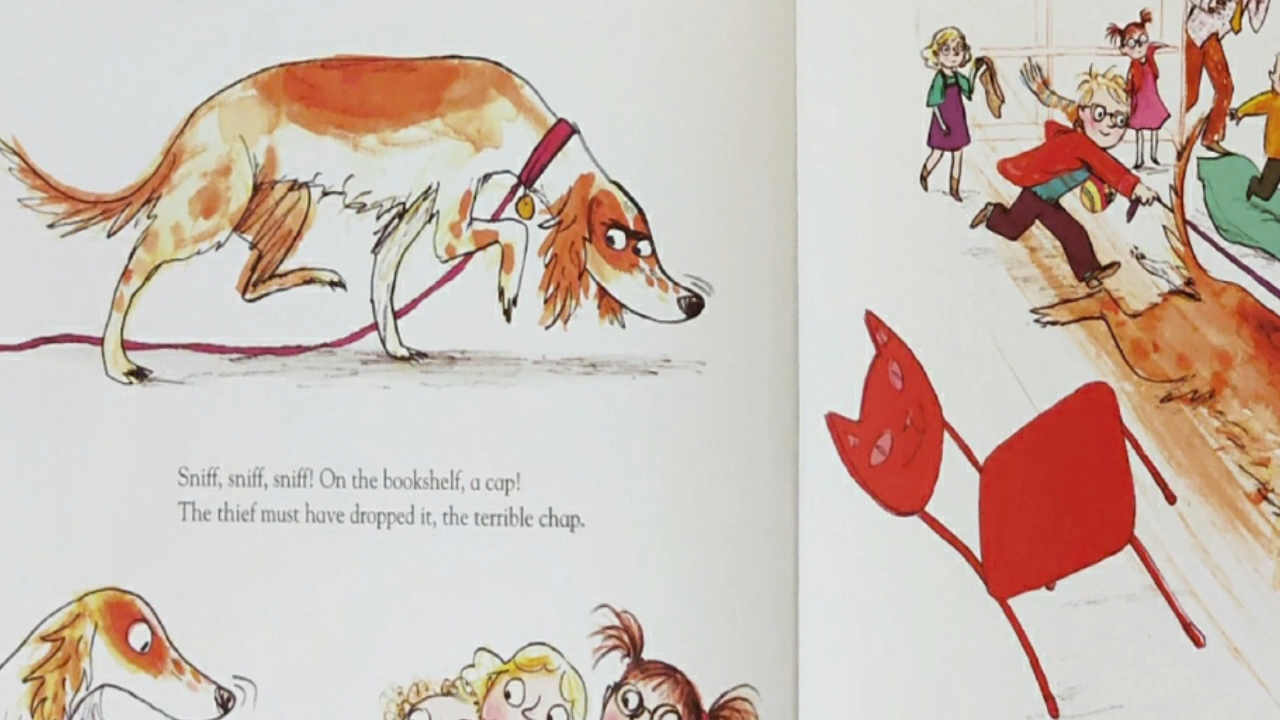 Sniff, sniff, sniff! On the bookshelf, a cap!
The thief must have dropped it, the terrible chap.